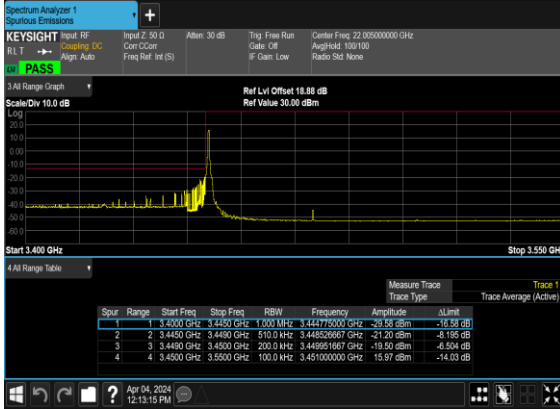 Spectrum Analyzer 1
Spurious Emissions
+
KEYSIGHT Input: RF Input Z: 50 Ω Atten: 30 dB Trig: Free Run Center Freq: 22.005000000 GHz
RLT Coupling: DC Corr CCorr Gate: Off Avg|Hold: 100/100
Align: Auto Freq Ref: Int (S) IF Gain: Low Radio Std: None
PASS
3 All Range Graph
Ref Lvl Offset 18.88 dB
Scale/Div 10.0 dB Ref Value 30.00 dBm
Log
20.0
10.0
0.00
-10.0
-20.0
-30.0
-40.0
-50.0
-60.0
Start 3.400 GHz Stop 3.550 GH
4 All Range Table
Measure Trace Trace 1
Trace Type Trace Average (Active)
Spur Range Start Freq Stop Freq RBW Frequency Amplitude ΔLimit
1 1 3.4000 GHz 3.4450 GHz 1.000 MHz 3.444775000 GHz -29.58 dBm -16.58 dB
2 2 3.4450 GHz 3.4490 GHz 510.0 kHz 3.448526667 GHz -21.20 dBm -8.195 dB
3 3 3.4490 GHz 3.4500 GHz 200.0 kHz 3.449951667 GHz -19.50 dBm -6.504 dB
4 4 3.4500 GHz 3.5500 GHz 100.0 kHz 3.451000000 GHz 15.97 dBm -14.03 dB
?
Apr 04, 2024
12:13:15 PM